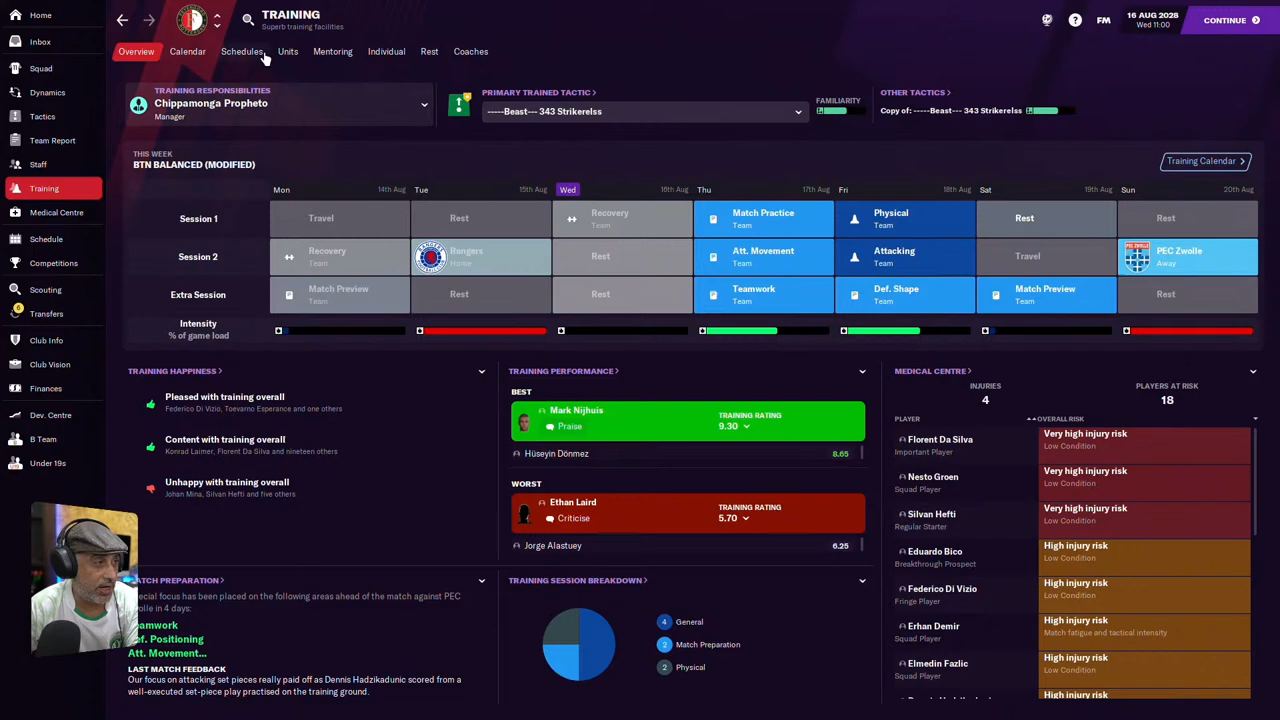 Home
Inbox
Squad
Dynamics
Tactics
Team Report
Staff
Training
Medical Centre
Schedule
Competitions
Scouting
6
Transfers
Club Info
Club Vision
Finances
Dev. Centre
B Team
Under 19s
TRAINING
Superb training facilities
FM
16 AUG 2028
Wed 11:00
CONTINUE
Overview
Calendar
Schedules
Units
Mentoring
Individual
Rest
Coaches
TRAINING RESPONSIBILITIES
Chippamonga Propheto
Manager
PRIMARY TRAINED TACTIC
-----Beast--- 343 Strikerelss
FAMILIARITY
OTHER TACTICS
Copy of: -----Beast--- 343 Strikerelss
THIS WEEK
BTN BALANCED (MODIFIED)
Training Calendar
Mon 14th Aug Tue 15th Aug Wed 16th Aug Thu 17th Aug Fri 18th Aug Sat 19th Aug Sun 20th Aug
Session 1
Travel
Rest
Recovery
Team
Match Practice
Team
Physical
Team
Rest
Rest
Session 2
Recovery
Team
RANGERS
Rangers
Home
Rest
Att. Movement
Team
Attacking
Team
Travel
PEC ZWOLLE
PEC Zwolle
Away
Extra Session
Match Preview
Team
Rest
Rest
Teamwork
Team
Def. Shape
Team
Match Preview
Team
Rest
Intensity
% of game load
TRAINING HAPPINESS
Pleased with training overall
Federico Di Vizio, Toevarno Esperance and one others
Content with training overall
Konrad Laimer, Florent Da Silva and nineteen others
Unhappy with training overall
Johan Mina, Silvan Hefti and five others
TRAINING PERFORMANCE
BEST
Mark Nijhuis
Praise
TRAINING RATING
9.30
Hüseyin Dönmez
8.65
WORST
Ethan Laird
Criticise
TRAINING RATING
5.70
Jorge Alastuey
6.25
MEDICAL CENTRE
INJURIES
4
PLAYERS AT RISK
18
PLAYER
OVERALL RISK
Florent Da Silva
Important Player
Very high injury risk
Low Condition
Nesto Groen
Squad Player
Very high injury risk
Low Condition
Silvan Hefti
Regular Starter
Very high injury risk
Low Condition
Eduardo Bico
Breakthrough Prospect
High injury risk
Low Condition
Federico Di Vizio
Fringe Player
High injury risk
Low Condition
Erhan Demir
Squad Player
High injury risk
Match fatigue and tactical intensity
Elmedin Fazlic
Squad Player
High injury risk
Low Condition
High injury risk
ATCH PREPARATION
ecial focus has been placed on the following areas ahead of the match against PEC
olle in 4 days:
amwork
ef. Positioning
Att. Movement...
LAST MATCH FEEDBACK
Our focus on attacking set pieces really paid off as Dennis Hadzikadunic scored from a
well-executed set-piece play practised on the training ground.
TRAINING SESSION BREAKDOWN
4 General
2 Match Preparation
2 Physical